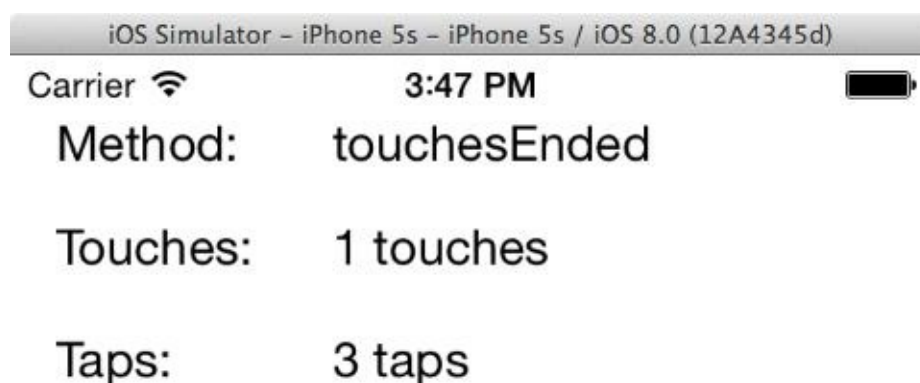 iOS Simulator – iPhone 5s – iPhone 5s / iOS 8.0 (12A4345d)
Carrier 3:47 PM
Method: touchesEnded
Touches: 1 touches
Taps: 3 taps